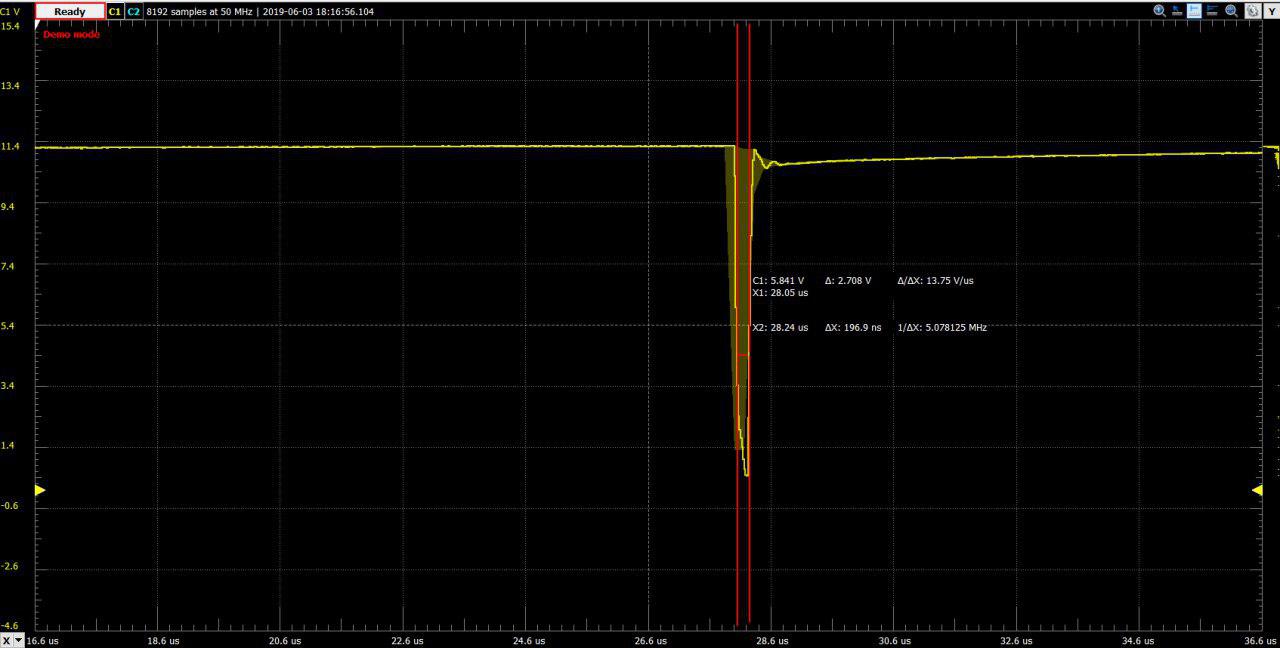 C1 V Ready C1 C2 8192 samples at 50 MHz | 2019-06-03 18:16:56.104 Y
15.4
Demo mode
13.4
11.4
9.4
7.4
C1: 5.841 V Δ: 2.708 V Δ/ΔX: 13.75 V/us
X1: 28.05 us
5.4
X2: 28.24 us ΔX: 196.9 ns 1/ΔX: 5.078125 MHz
3.4
1.4
-0.6
-2.6
-4.6
X 16.6 us 18.6 us 20.6 us 22.6 us 24.6 us 26.6 us 28.6 us 30.6 us 32.6 us 34.6 us 36.6 us